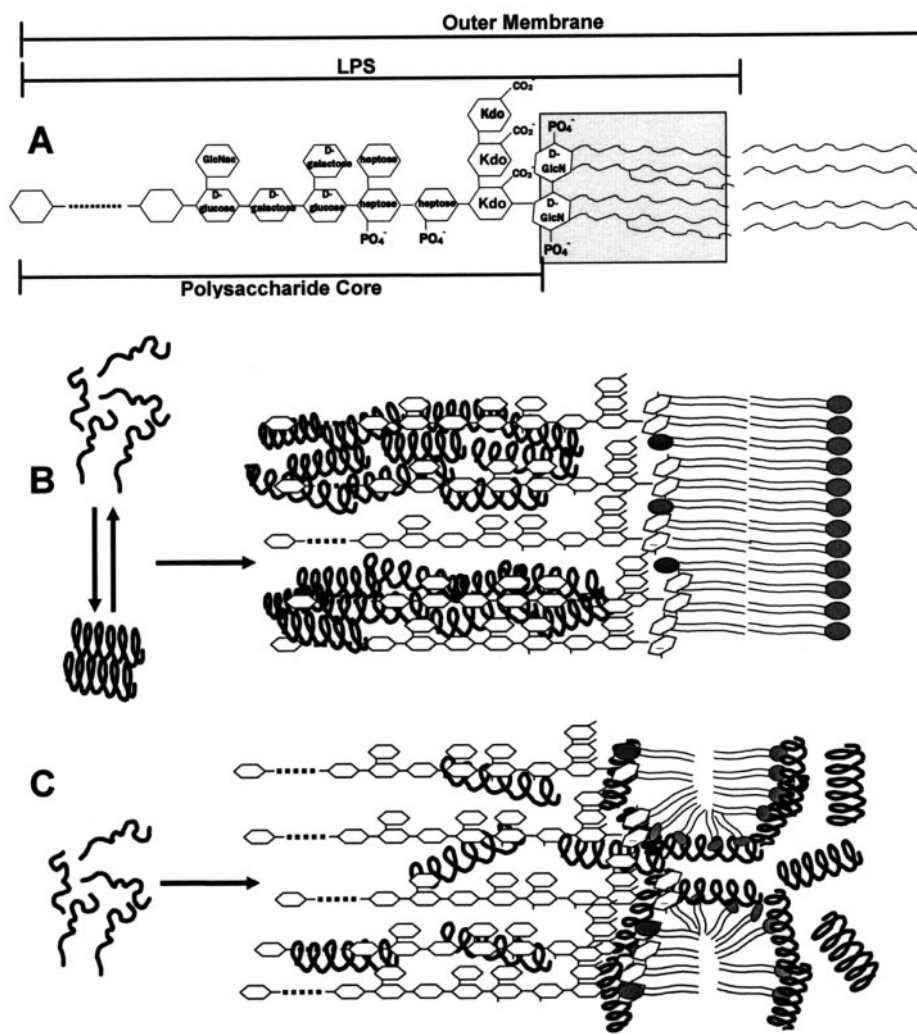 Outer Membrane
LPS
A
CO2-
Kdo
CO2-
PO4-
GlcNac
D-galactose
heptose
Kdo
CO2-
D-GlcN
D-glucose
D-galactose
D-glucose
heptose
heptose
Kdo
D-GlcN
PO4-
PO4-
PO4-
Polysaccharide Core
B
C